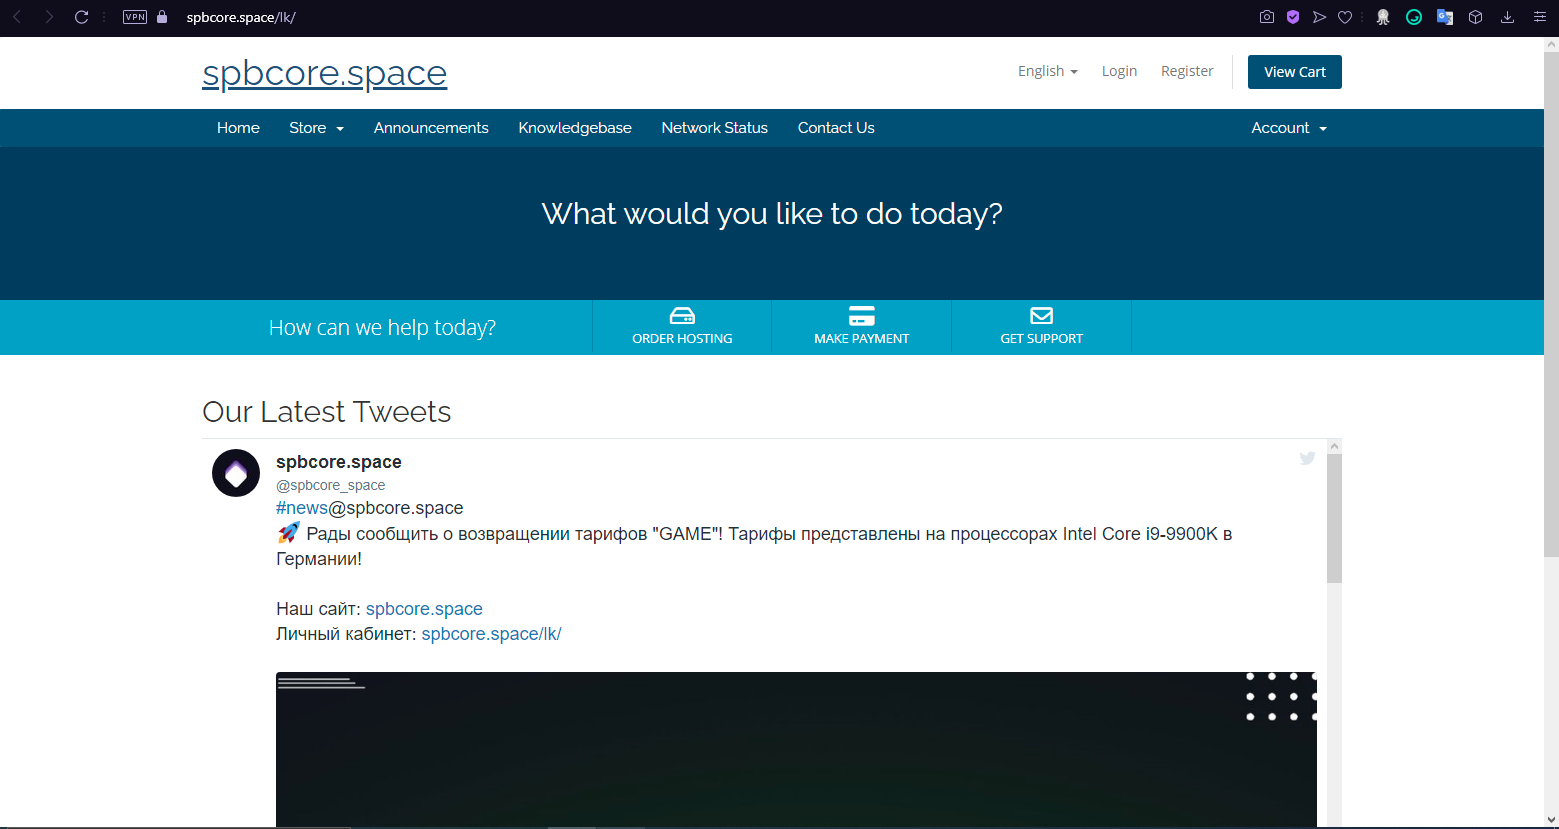 VPN spbcore.space/lk/
spbcore.space
English Login Register View Cart
Home Store Announcements Knowledgebase Network Status Contact Us Account
What would you like to do today?
How can we help today?
ORDER HOSTING MAKE PAYMENT GET SUPPORT
Our Latest Tweets
spbcore.space
@spbcore_space
#news@spbcore.space
🚀 Рады сообщить о возвращении тарифов "GAME"! Тарифы представлены на процессорах Intel Core i9-9900K в
Германии!
Наш сайт: spbcore.space
Личный кабинет: spbcore.space/lk/